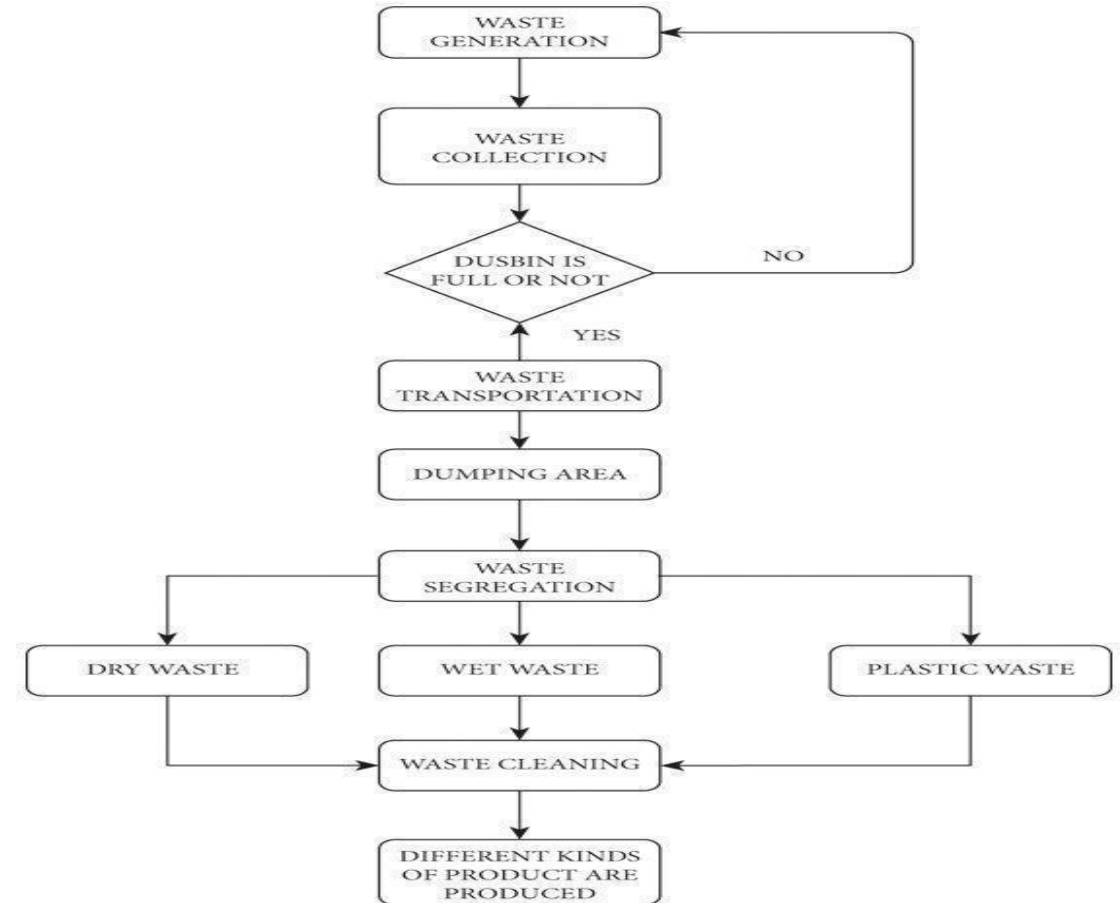 WASTE
GENERATION
WASTE
COLLECTION
DUSBIN IS
FULL OR NOT
NO
YES
WASTE
TRANSPORTATION
DUMPING AREA
WASTE
SEGREGATION
DRY WASTE
WET WASTE
PLASTIC WASTE
WASTE CLEANING
DIFFERENT KINDS
OF PRODUCT ARE
PRODUCED